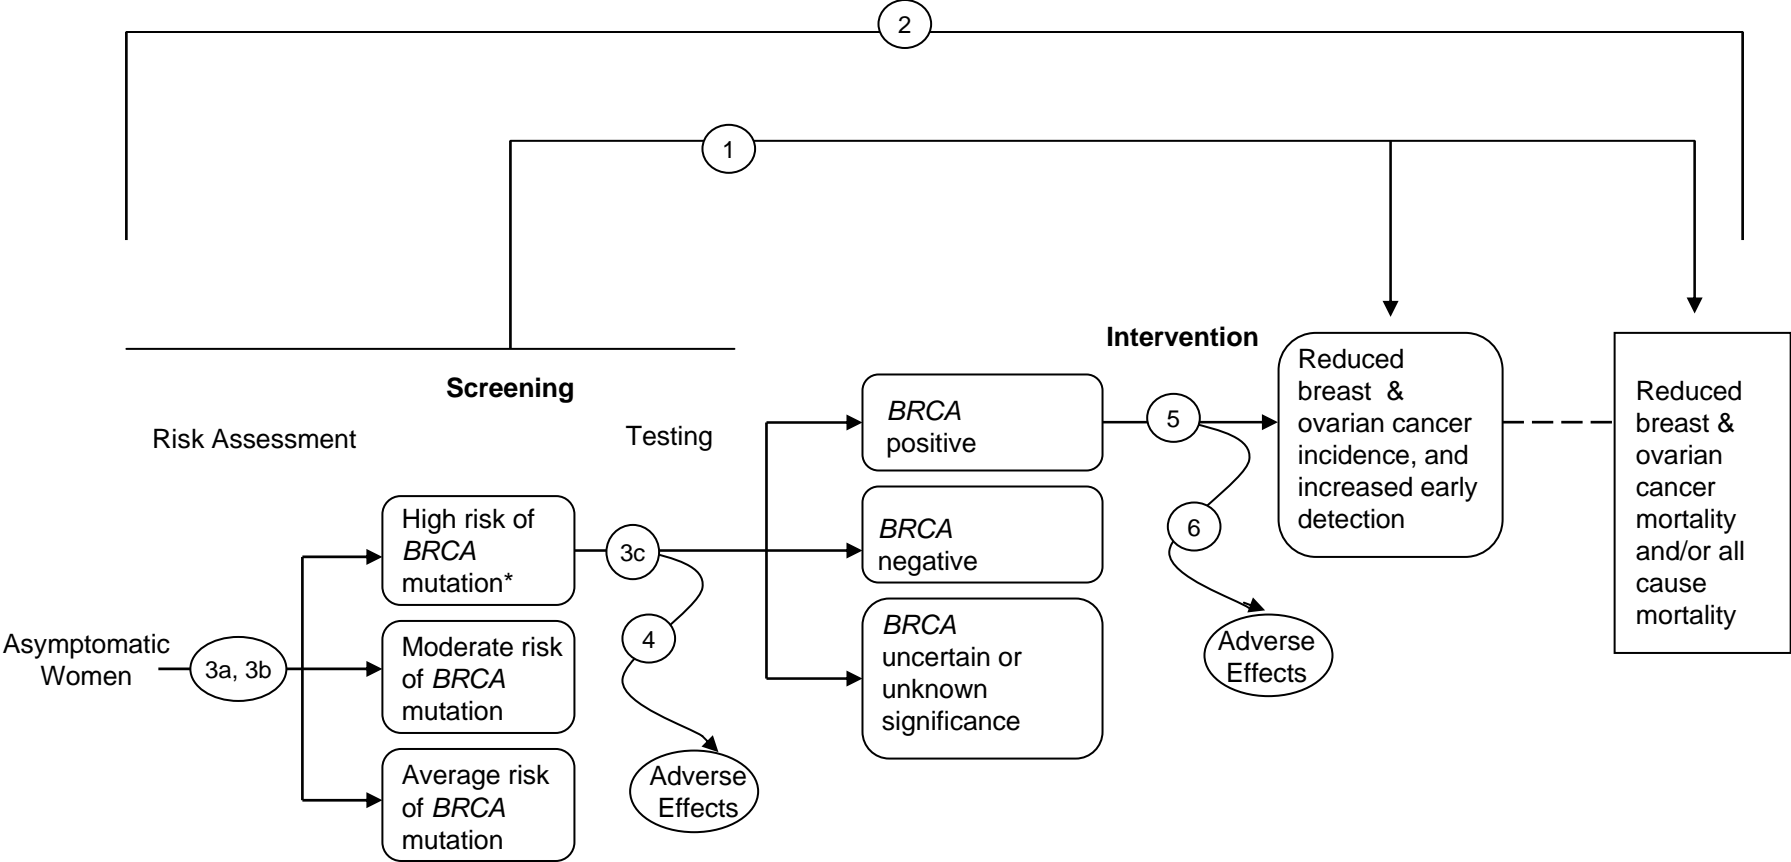 2
1
Intervention
Screening
Risk Assessment
Testing
Asymptomatic
Women
3a, 3b
High risk of
BRCA
mutation*
Moderate risk
of BRCA
mutation
Average risk
of BRCA
mutation
3c
4
Adverse
Effects
BRCA
positive
BRCA
negative
BRCA
uncertain or
unknown
significance
5
6
Adverse
Effects
Reduced
breast &
ovarian cancer
incidence, and
increased early
detection
Reduced
breast &
ovarian
cancer
mortality
and/or all
cause
mortality